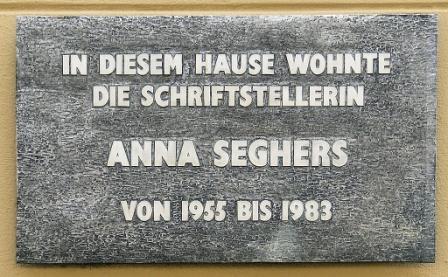 IN DIESEM HAUSE WOHNTE
DIE SCHRIFTSTELLERIN
ANNA SEGHERS
VON 1955 BIS 1983